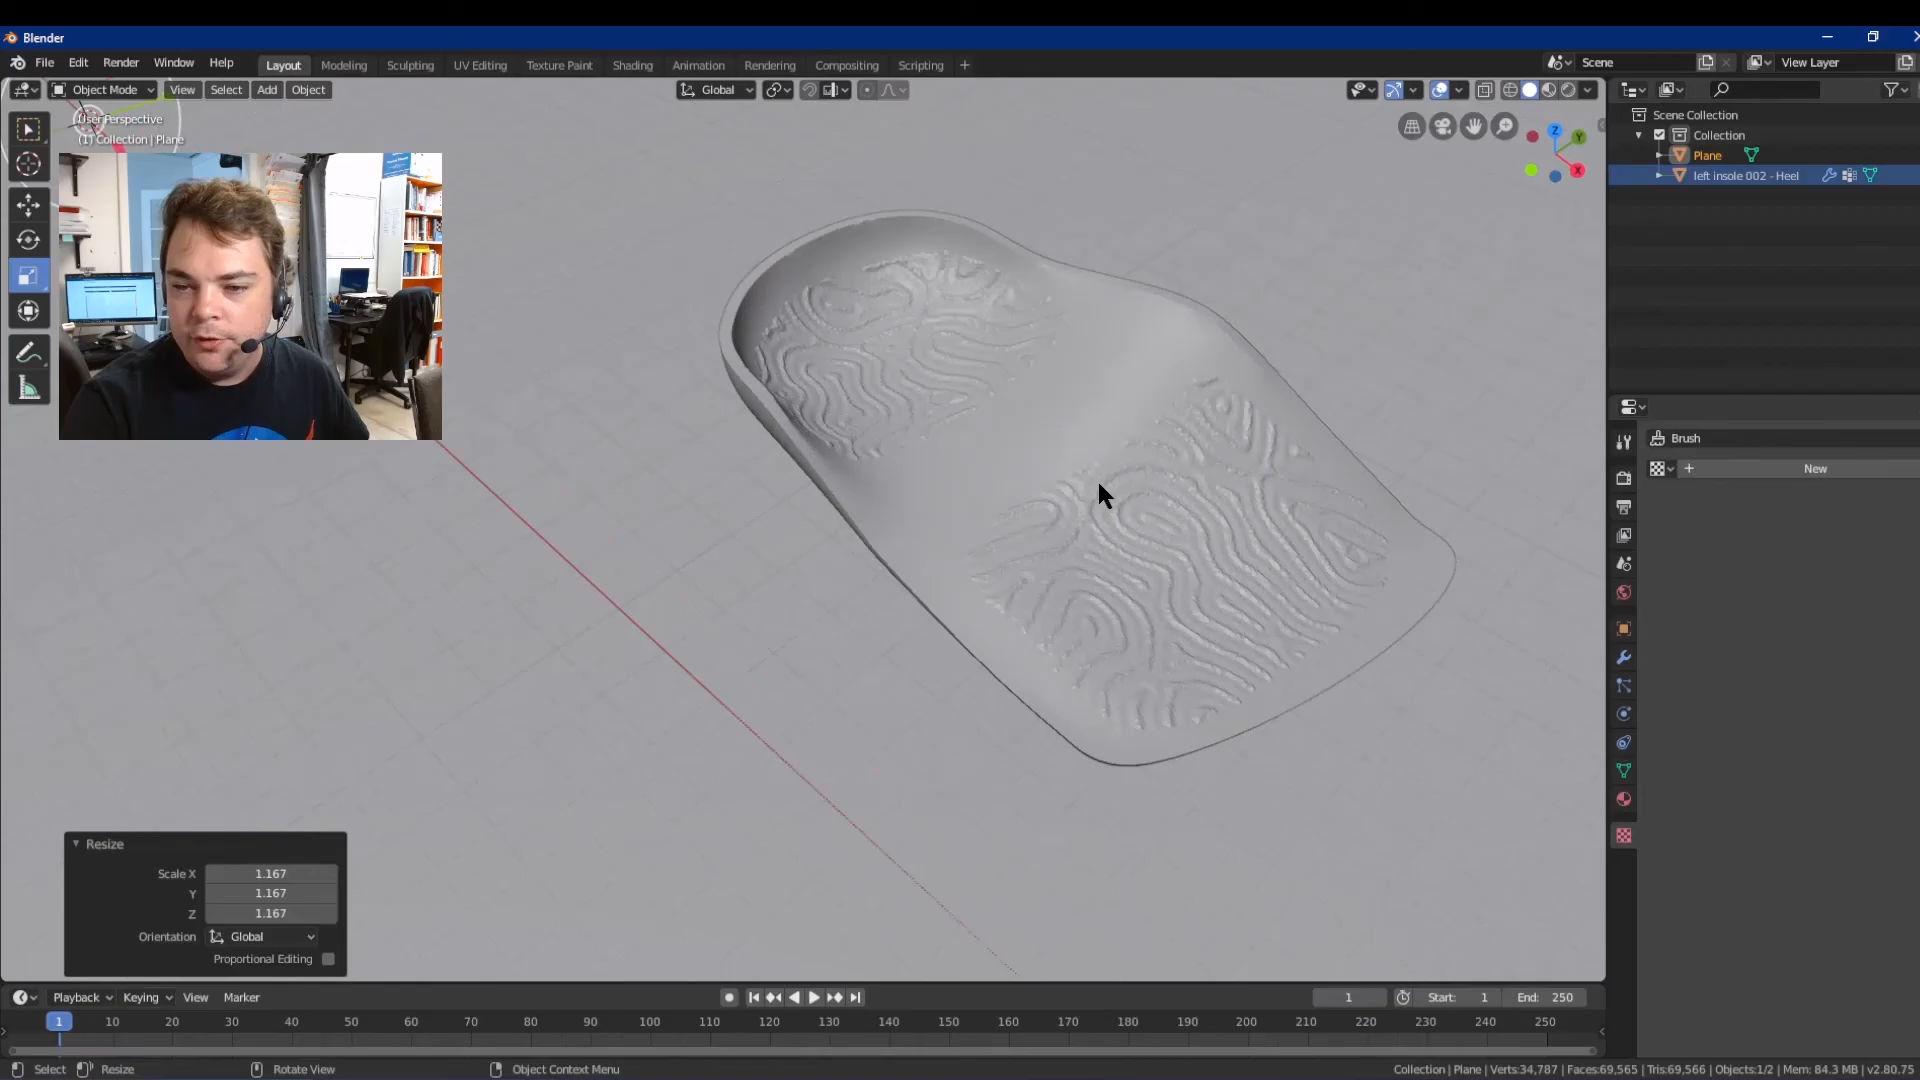 Blender
File Edit Render Window Help Layout Modeling Sculpting UV Editing Texture Paint Shading Animation Rendering Compositing Scripting + Scene View Layer
Object Mode View Select Add Object Global
User Perspective
(1) Collection | Plane
Z
Y
X
Scene Collection
Collection
Plane
left insole 002 - Heel
Brush
+ New
Resize
Scale X 1.167
Y 1.167
Z 1.167
Orientation Global
Proportional Editing
Playback Keying View Marker 1 Start: 1 End: 250
1 10 20 30 40 50 60 70 80 90 100 110 120 130 140 150 160 170 180 190 200 210 220 230 240 250
Select Resize Rotate View Object Context Menu Collection | Plane | Verts:34,787 | Faces:69,565 | Tris:69,566 | Objects:1/2 | Mem: 84.3 MB | v2.80.75